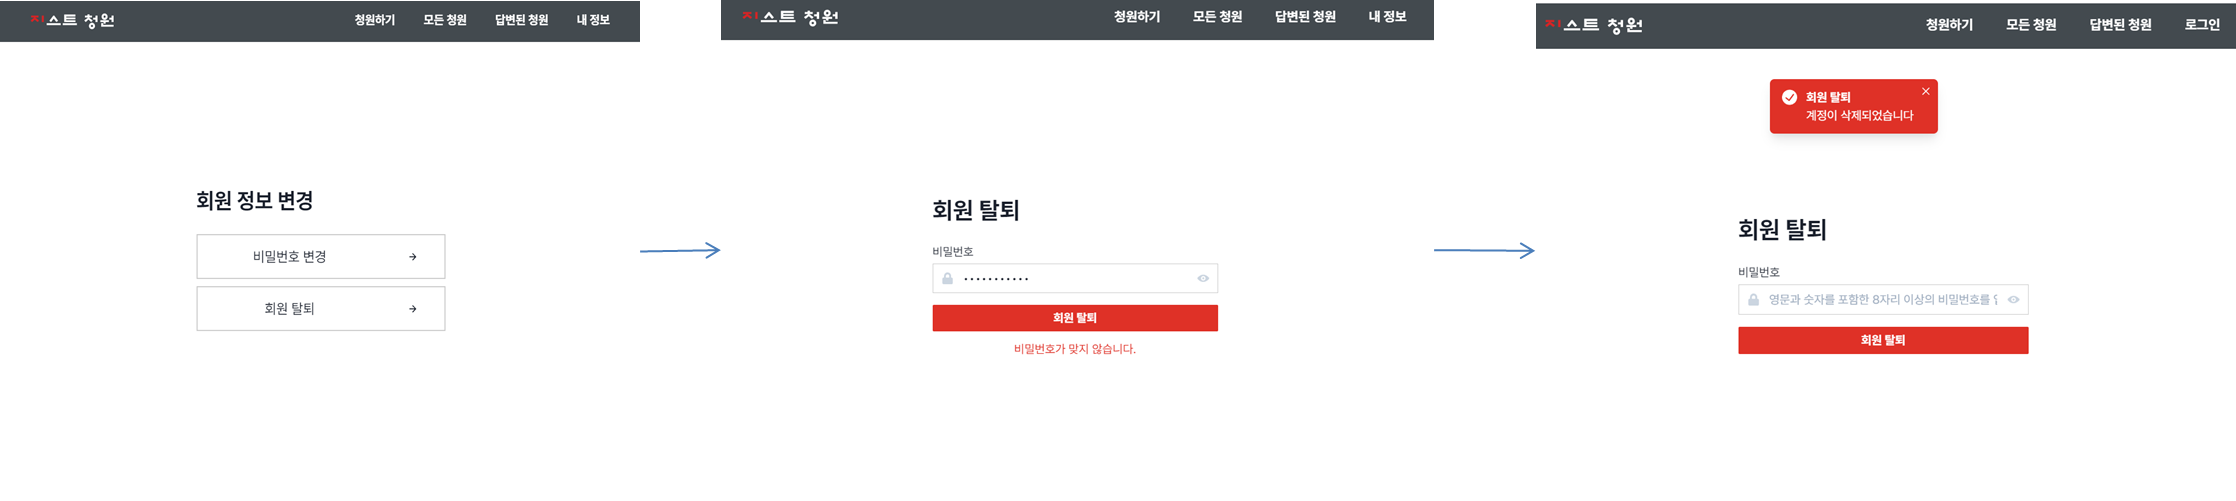 지스트 청원 청원하기 모든 청원 답변된 청원 내 정보
회원 정보 변경
비밀번호 변경
회원 탈퇴
지스트 청원 청원하기 모든 청원 답변된 청원 내 정보
회원 탈퇴
비밀번호
회원 탈퇴
비밀번호가 맞지 않습니다.
지스트 청원 청원하기 모든 청원 답변된 청원 로그인
회원 탈퇴
계정이 삭제되었습니다
회원 탈퇴
비밀번호
영문과 숫자를 포함한 8자리 이상의 비밀번호를
회원 탈퇴